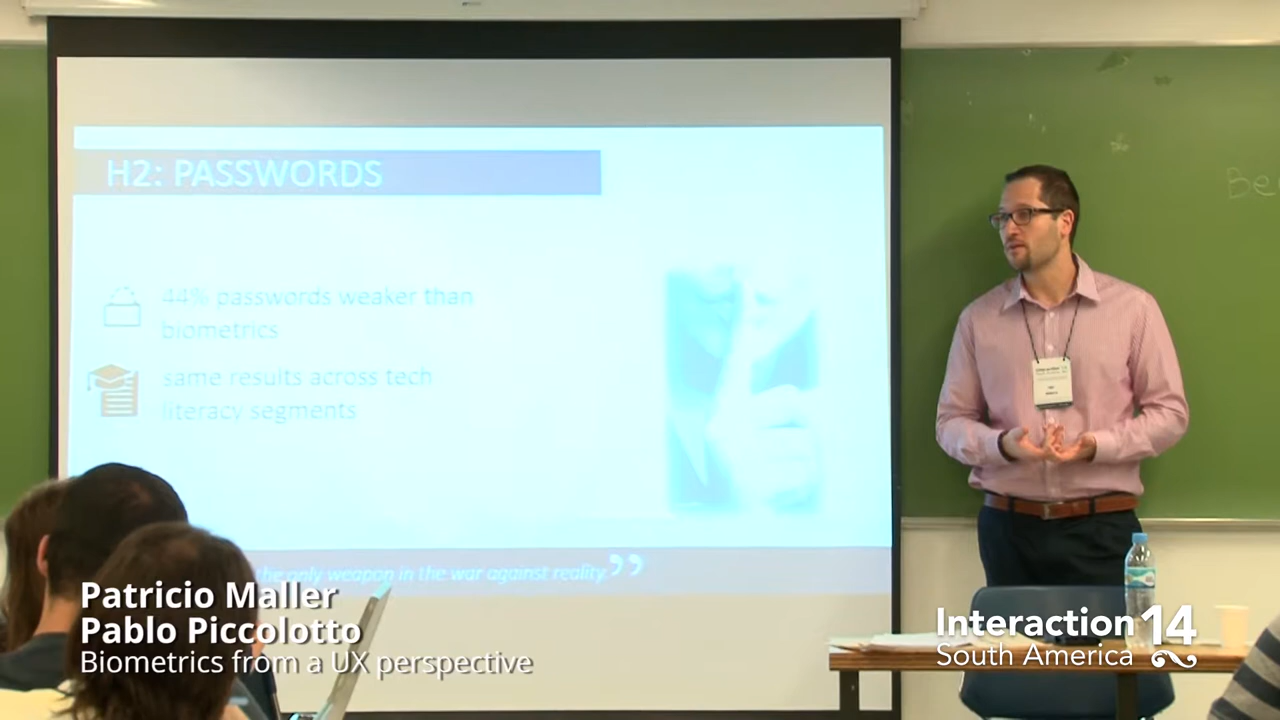 H2: PASSWORDS
44% passwords weaker than
biometrics
same results across tech
literacy segments
the only weapon in the war against reality.”
Be
Patricio Maller
Pablo Piccolotto
Biometrics from a UX perspective
Interaction 14
South America